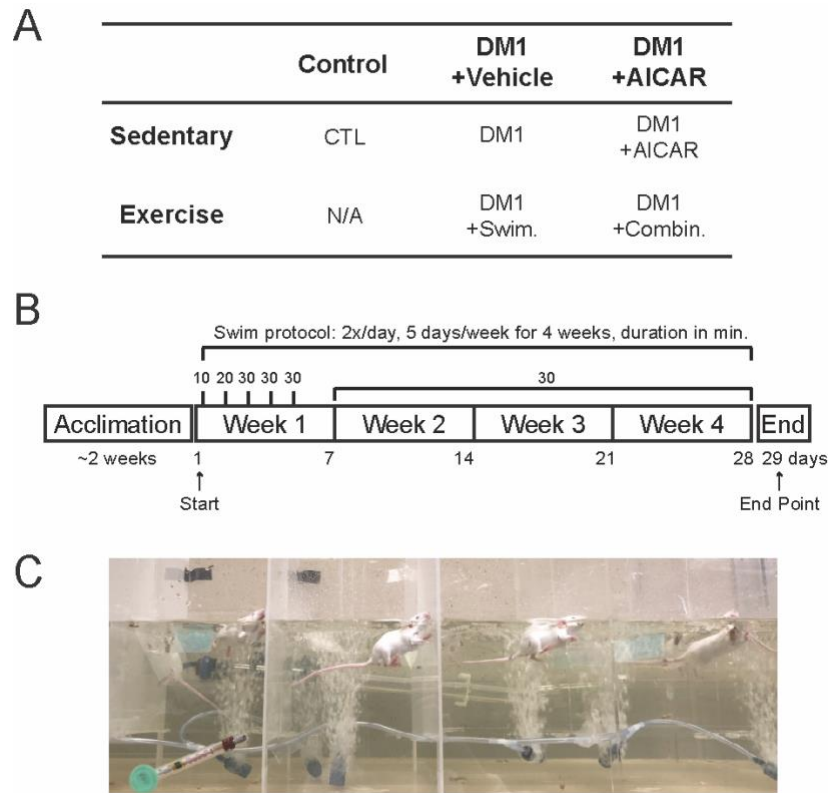 A
Control
DM1
+Vehicle
DM1
+AICAR
Sedentary
CTL
DM1
DM1
+AICAR
Exercise
N/A
DM1
+Swim.
DM1
+Combin.
B
Swim protocol: 2x/day, 5 days/week for 4 weeks, duration in min.
10 20 30 30 30 30
Acclimation Week 1 Week 2 Week 3 Week 4 End
~2 weeks 1 7 14 21 28 29 days
Start End Point
C